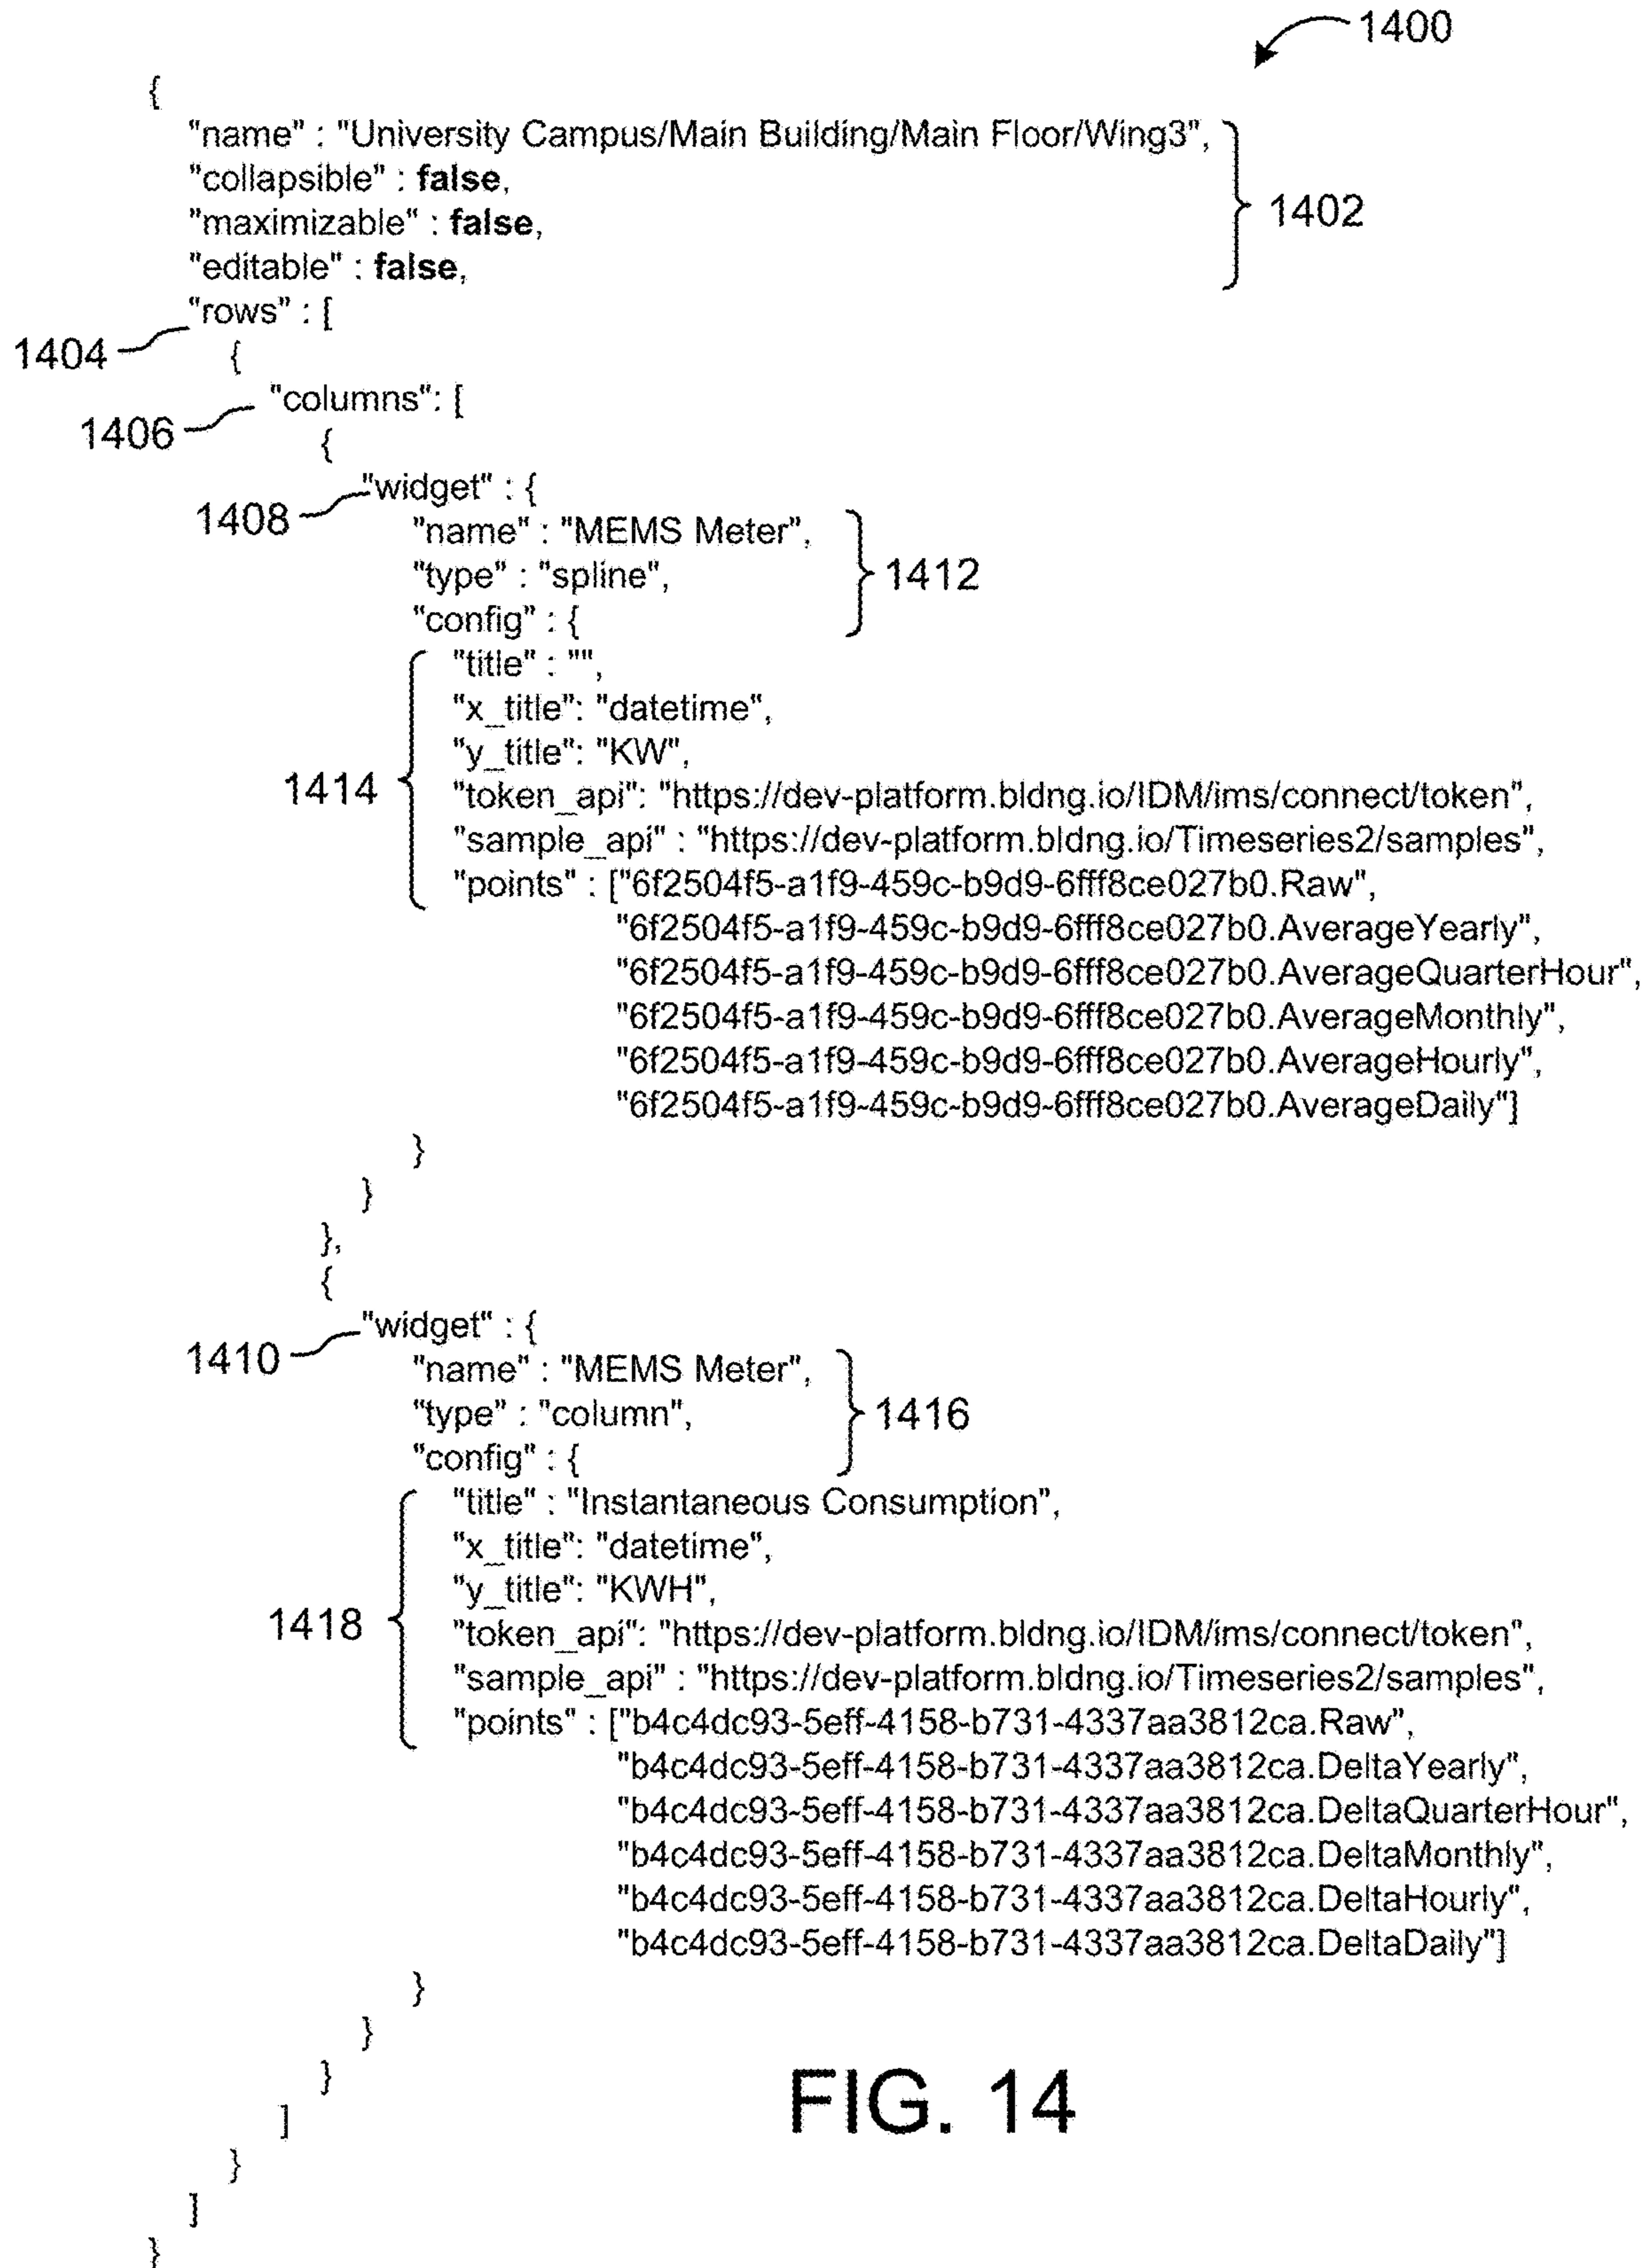 1400
{
"name" : "University Campus/Main Building/Main Floor/Wing3",
"collapsible" : false,
"maximizable" : false,
"editable" : false,
1402
"rows" : [
1404
{
"columns": [
1406
{
"widget" : {
1408
"name" : "MEMS Meter",
"type" : "spline",
1412
"config" : {
"title" : "",
"x_title": "datetime",
"y_title": "KW",
1414
"token_api": "https://dev-platform.bldng.io/IDM/ims/connect/token",
"sample_api" : "https://dev-platform.bldng.io/Timeseries2/samples",
"points" : ["6f2504f5-a1f9-459c-b9d9-6fff8ce027b0.Raw",
"6f2504f5-a1f9-459c-b9d9-6fff8ce027b0.AverageYearly",
"6f2504f5-a1f9-459c-b9d9-6fff8ce027b0.AverageQuarterHour",
"6f2504f5-a1f9-459c-b9d9-6fff8ce027b0.AverageMonthly",
"6f2504f5-a1f9-459c-b9d9-6fff8ce027b0.AverageHourly",
"6f2504f5-a1f9-459c-b9d9-6fff8ce027b0.AverageDaily"]
}
}
},
{
"widget" : {
1410
"name" : "MEMS Meter",
"type" : "column",
1416
"config" : {
"title" : "Instantaneous Consumption",
"x_title": "datetime",
"y_title": "KWH",
1418
"token_api": "https://dev-platform.bldng.io/IDM/ims/connect/token",
"sample_api" : "https://dev-platform.bldng.io/Timeseries2/samples",
"points" : ["b4c4dc93-5eff-4158-b731-4337aa3812ca.Raw",
"b4c4dc93-5eff-4158-b731-4337aa3812ca.DeltaYearly",
"b4c4dc93-5eff-4158-b731-4337aa3812ca.DeltaQuarterHour",
"b4c4dc93-5eff-4158-b731-4337aa3812ca.DeltaMonthly",
"b4c4dc93-5eff-4158-b731-4337aa3812ca.DeltaHourly",
"b4c4dc93-5eff-4158-b731-4337aa3812ca.DeltaDaily"]
}
}
}
]
}
]
}
FIG. 14